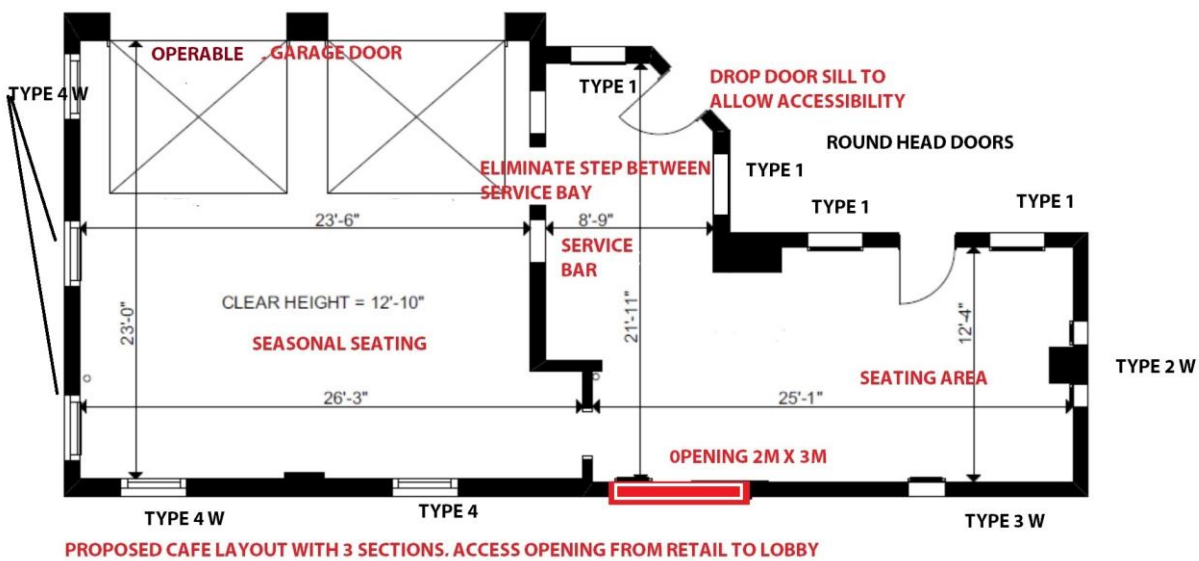 OPERABLE . GARAGE DOOR
TYPE 4 W
TYPE 1
DROP DOOR SILL TO
ALLOW ACCESSIBILITY
ROUND HEAD DOORS
ELIMINATE STEP BETWEEN
SERVICE BAY
TYPE 1
TYPE 1
TYPE 1
23'-6"
8'-9"
SERVICE
BAR
CLEAR HEIGHT = 12'-10"
23'-0"
21'-11"
12'-4"
SEASONAL SEATING
SEATING AREA
TYPE 2 W
26'-3"
25'-1"
OPENING 2M X 3M
TYPE 4 W
TYPE 4
TYPE 3 W
PROPOSED CAFE LAYOUT WITH 3 SECTIONS. ACCESS OPENING FROM RETAIL TO LOBBY